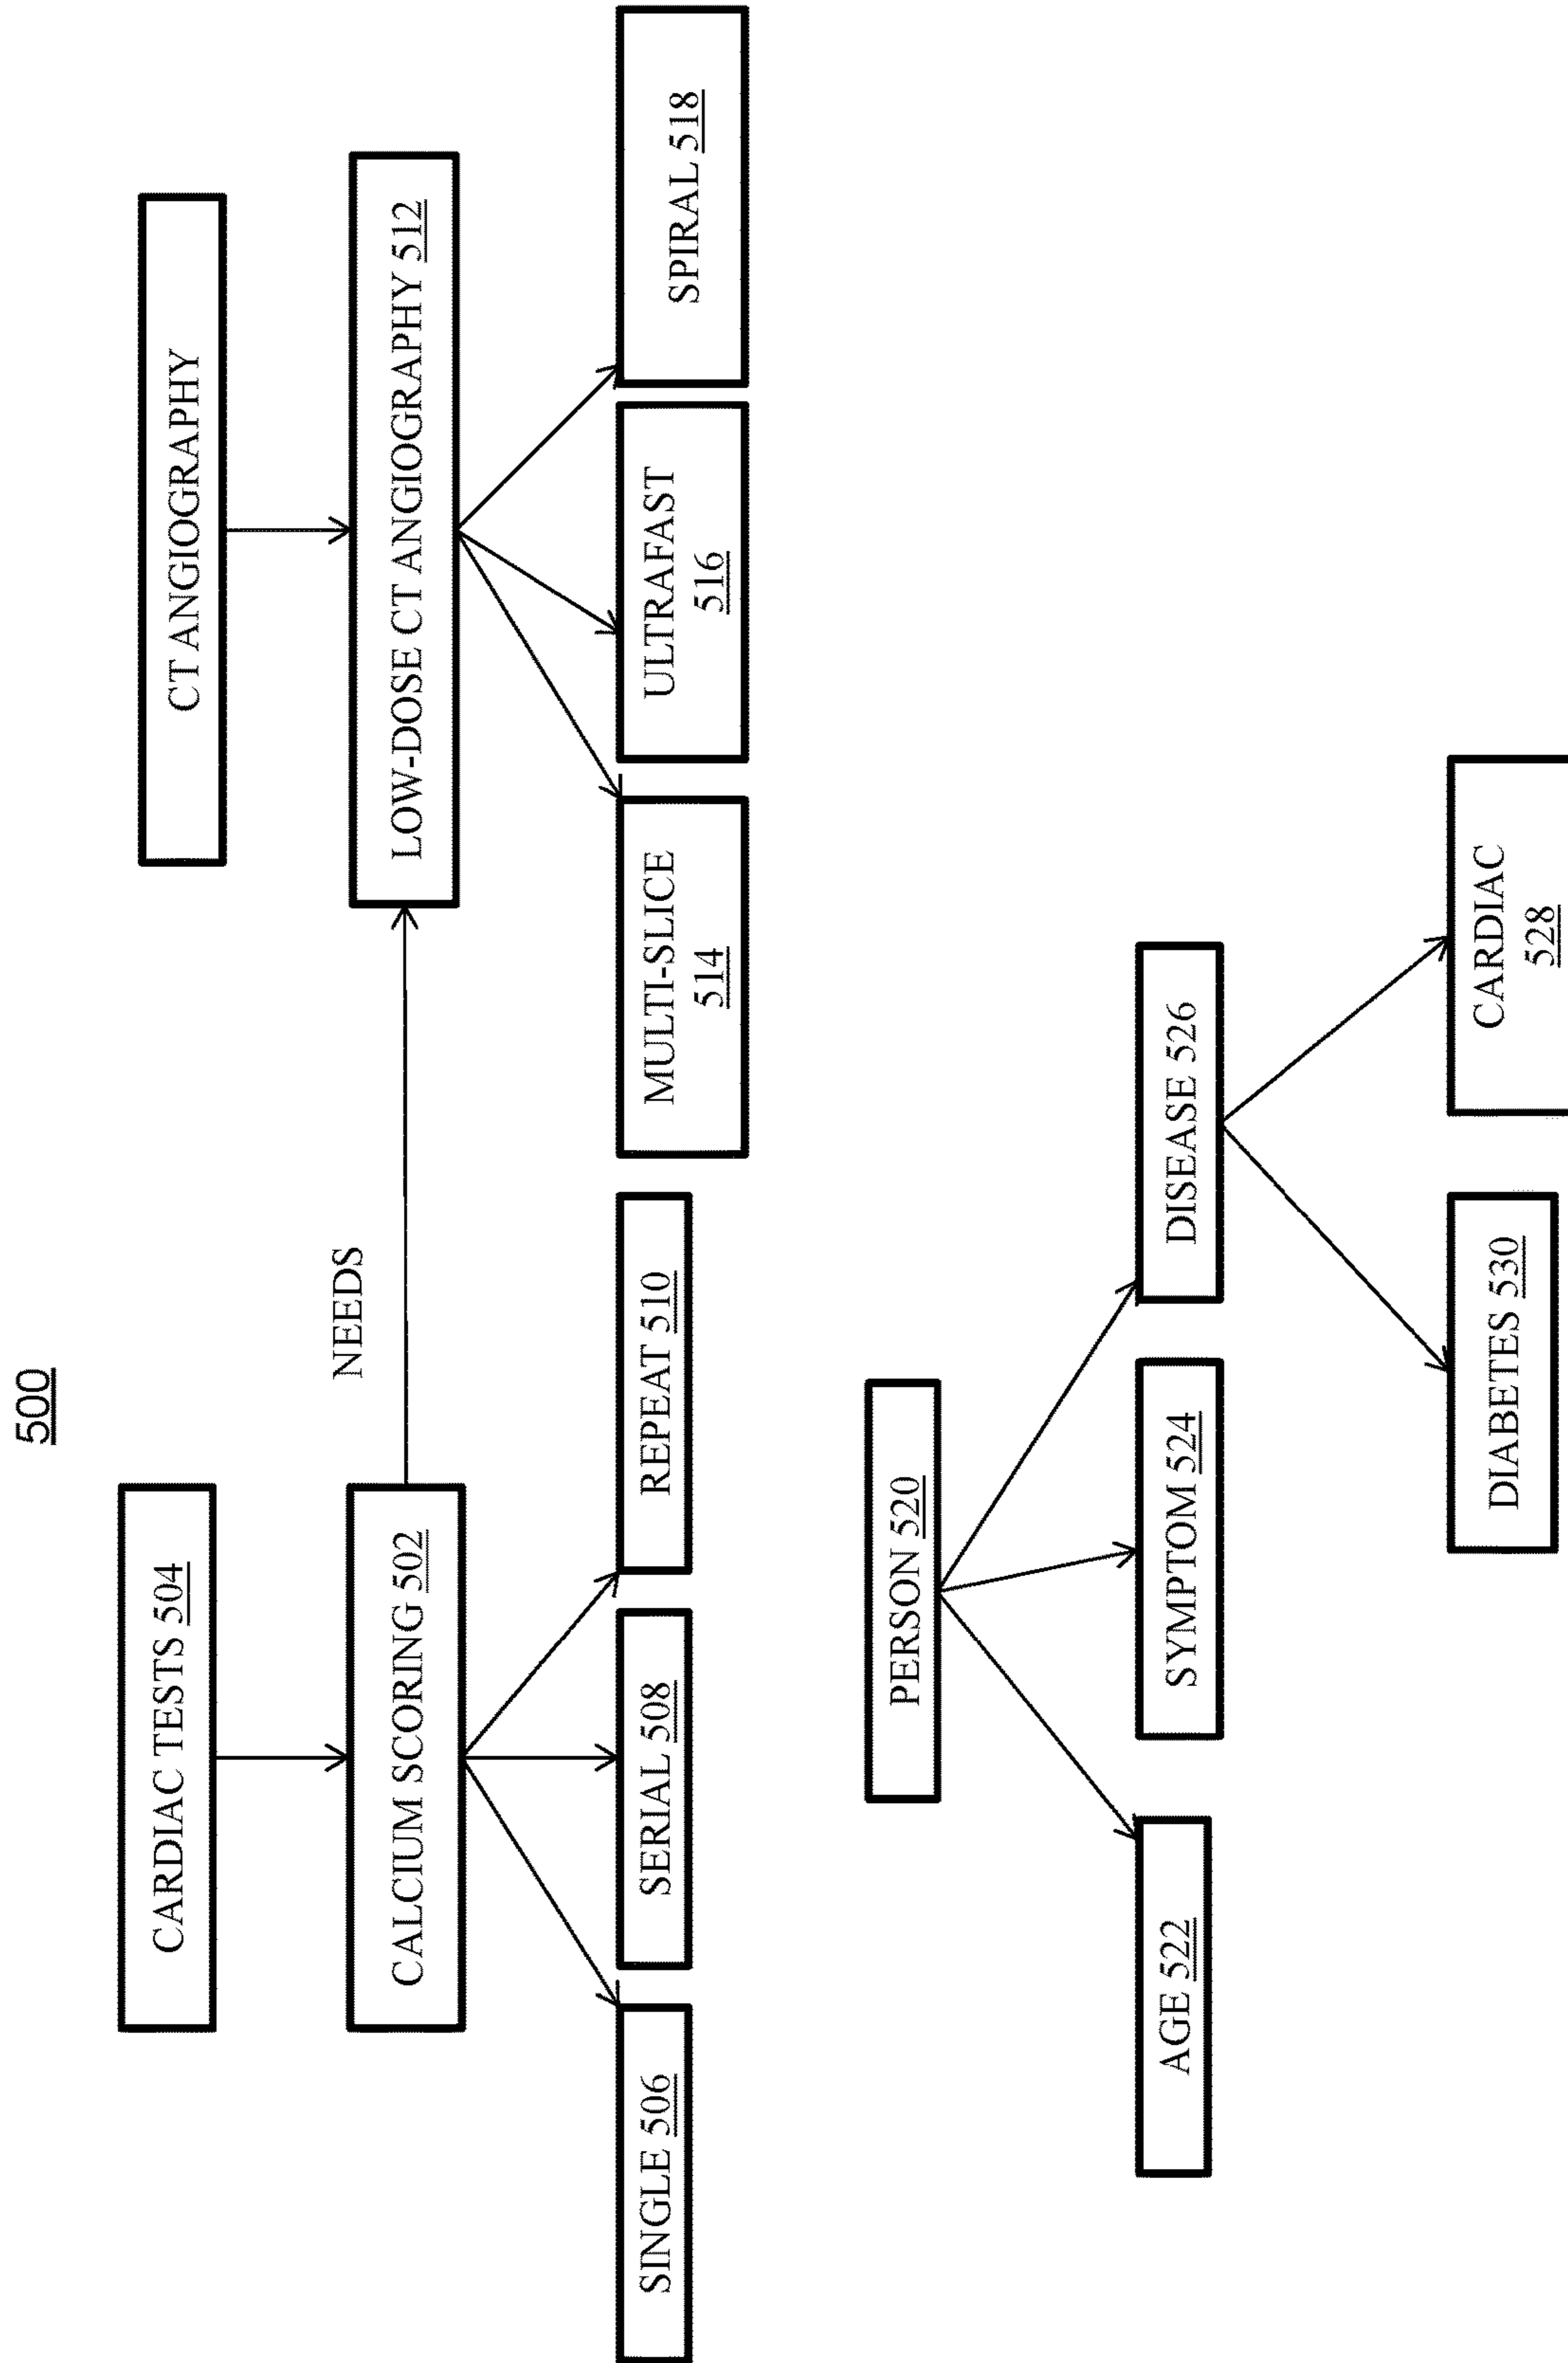 500
CARDIAC TESTS 504
CT ANGIOGRAPHY
NEEDS
CALCIUM SCORING 502
LOW-DOSE CT ANGIOGRAPHY 512
SINGLE 506
SERIAL 508
REPEAT 510
MULTI-SLICE
514
ULTRAFAST
516
SPIRAL 518
PERSON 520
AGE 522
SYMPTOM 524
DISEASE 526
DIABETES 530
CARDIAC
528